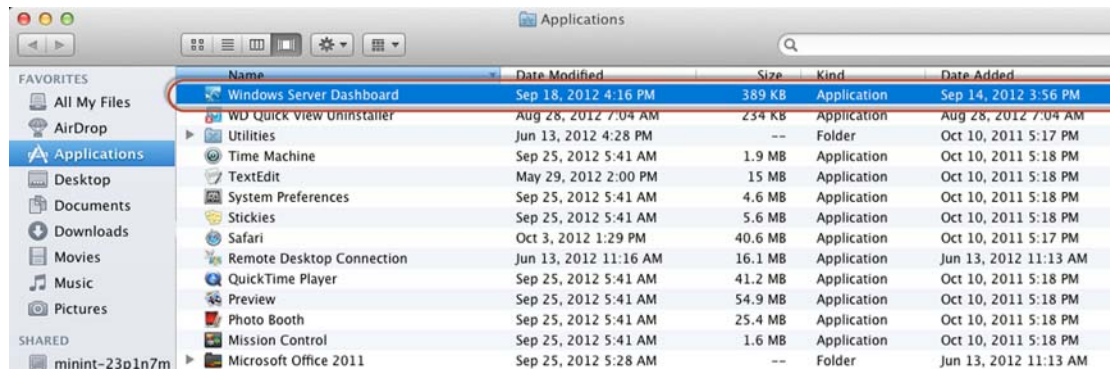 Applications
FAVORITES
All My Files
AirDrop
Applications
Desktop
Documents
Downloads
Movies
Music
Pictures
SHARED
minint-23p1n7m
Name Date Modified Size Kind Date Added
Windows Server Dashboard Sep 18, 2012 4:16 PM 389 KB Application Sep 14, 2012 3:56 PM
WD Quick View Uninstaller Aug 28, 2012 7:04 AM 234 KB Application Aug 28, 2012 7:04 AM
Utilities Jun 13, 2012 4:28 PM -- Folder Oct 10, 2011 5:17 PM
Time Machine Sep 25, 2012 5:41 AM 1.9 MB Application Oct 10, 2011 5:18 PM
TextEdit May 29, 2012 2:00 PM 15 MB Application Oct 10, 2011 5:18 PM
System Preferences Sep 25, 2012 5:41 AM 4.6 MB Application Oct 10, 2011 5:18 PM
Stickies Sep 25, 2012 5:41 AM 5.6 MB Application Oct 10, 2011 5:18 PM
Safari Oct 3, 2012 1:29 PM 40.6 MB Application Oct 10, 2011 5:17 PM
Remote Desktop Connection Jun 13, 2012 11:16 AM 16.1 MB Application Jun 13, 2012 11:13 AM
QuickTime Player Sep 25, 2012 5:41 AM 41.2 MB Application Oct 10, 2011 5:18 PM
Preview Sep 25, 2012 5:41 AM 54.9 MB Application Oct 10, 2011 5:18 PM
Photo Booth Sep 25, 2012 5:41 AM 25.4 MB Application Oct 10, 2011 5:18 PM
Mission Control Sep 25, 2012 5:41 AM 1.6 MB Application Oct 10, 2011 5:18 PM
Microsoft Office 2011 Sep 25, 2012 5:28 AM -- Folder Jun 13, 2012 11:13 AM